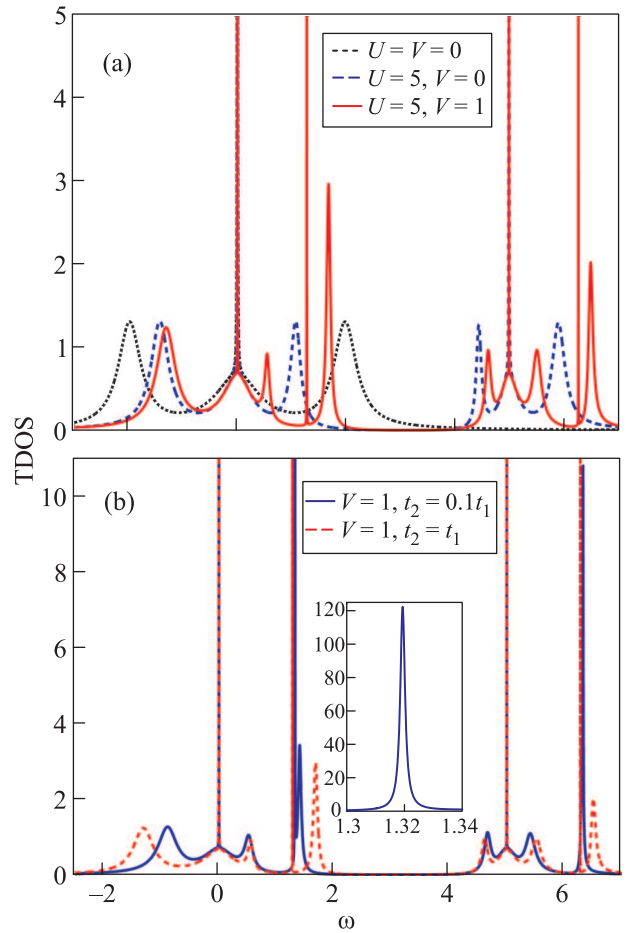 5
(a)
U = V = 0
U = 5, V = 0
U = 5, V = 1
4
3
2
1
0
TDOS
10
(b)
V = 1, t₂ = 0.1t₁
V = 1, t₂ = t₁
8
6
4
2
0
120
100
80
60
40
20
0
1.3 1.32 1.34
−2 0 2 4 6
ω